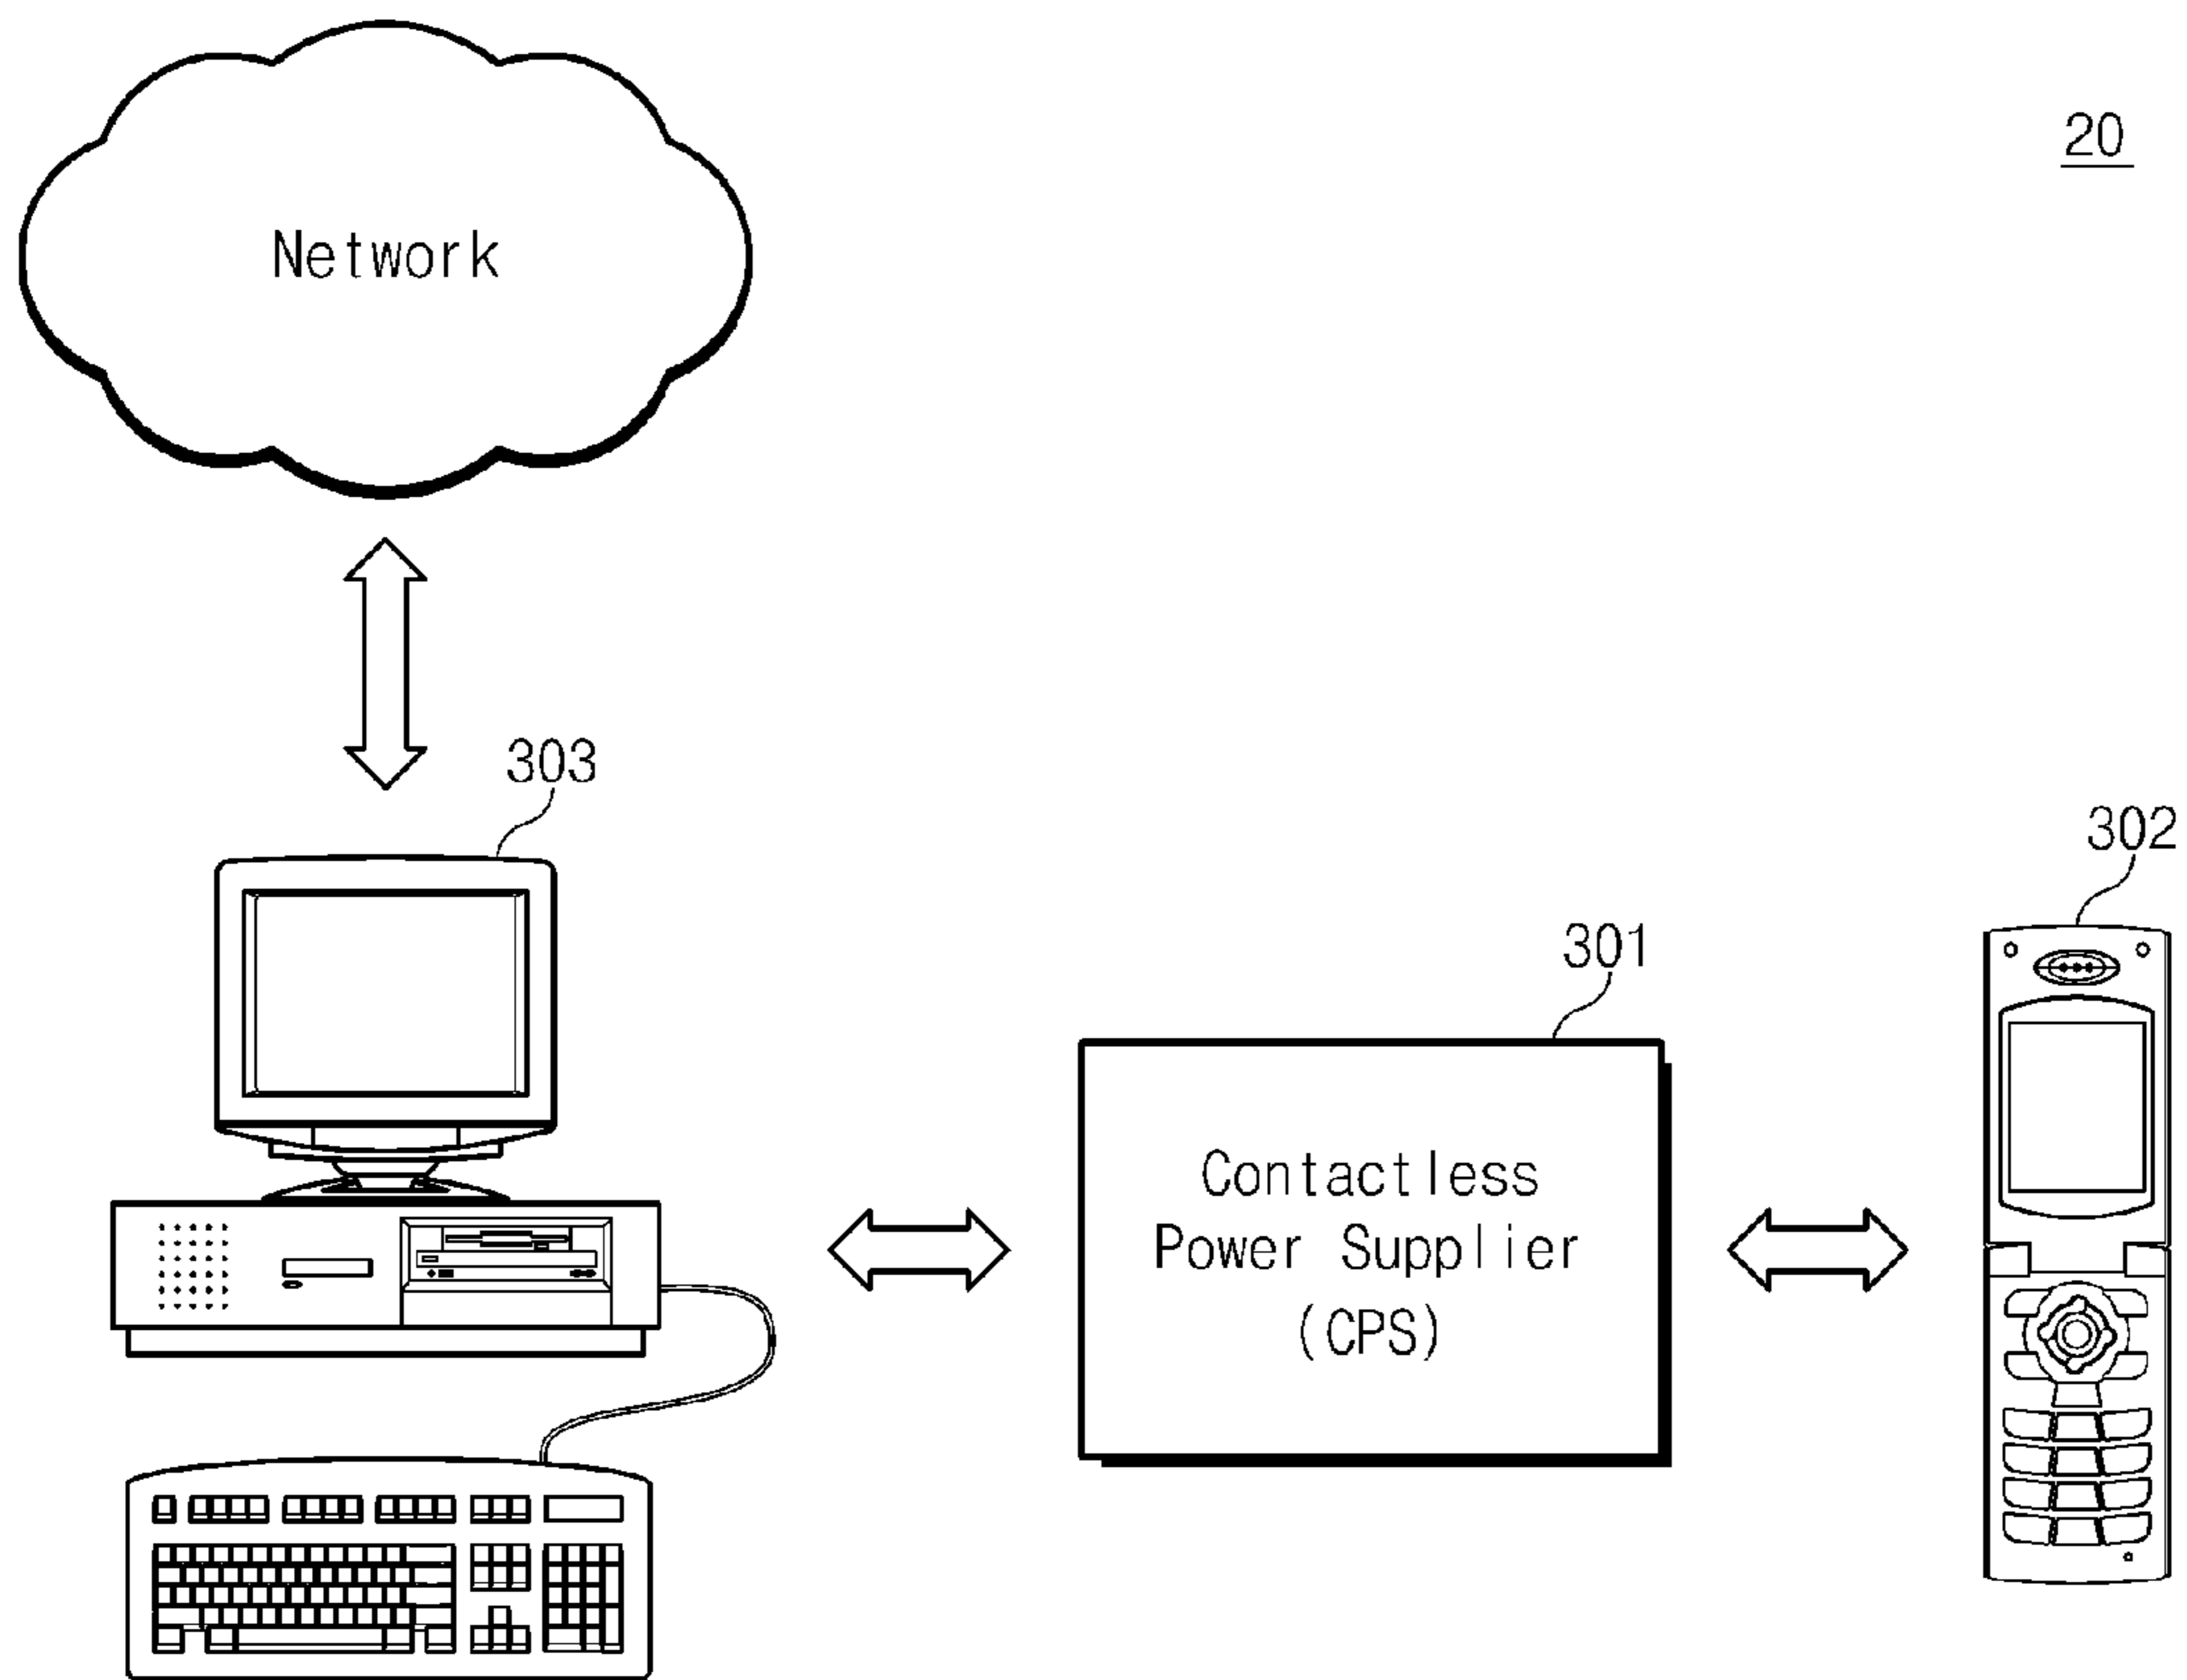 20
Network
303
302
301
Contactless
Power Supplier
(CPS)